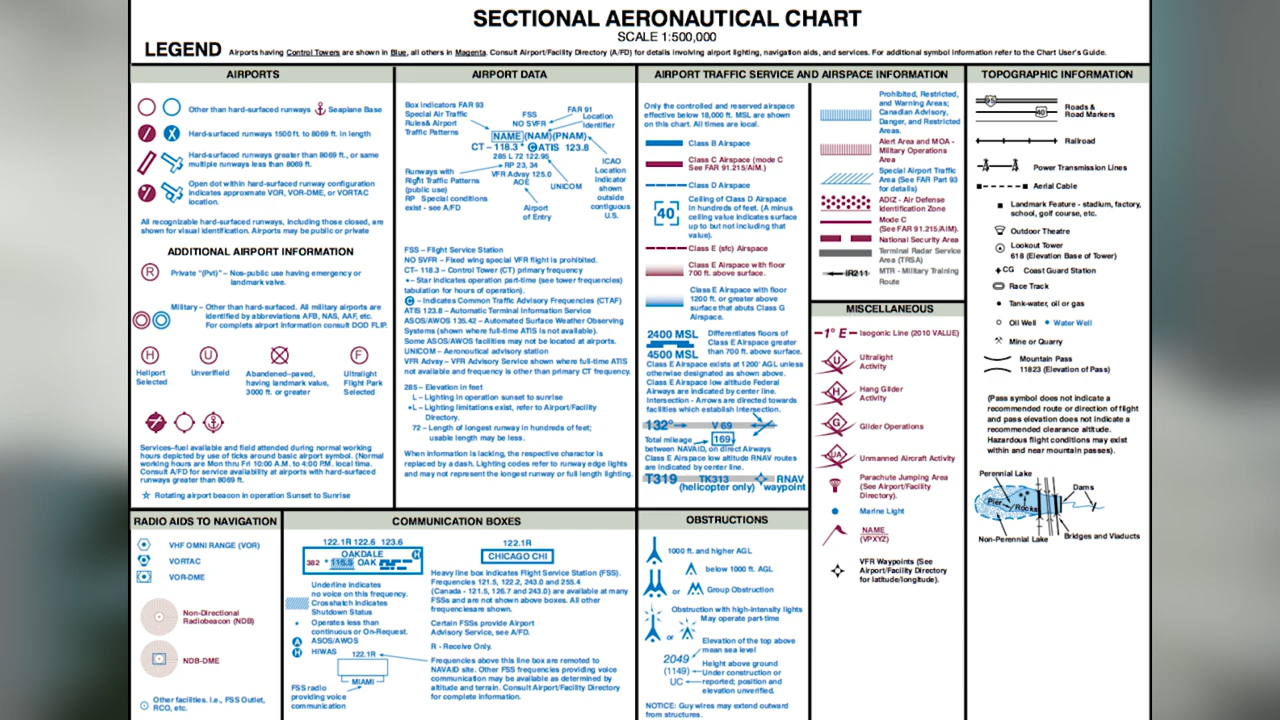 SECTIONAL AERONAUTICAL CHART
SCALE 1:500,000
LEGEND
Airports having Control Towers are shown in Blue, all others in Magenta. Consult Airport/Facility Directory (A/FD) for details involving airport lighting, navigation aids, and services. For additional symbol information refer to the Chart User's Guide.
AIRPORTS
Other than hard-surfaced runways
Seaplane Base
Hard-surfaced runways 1500 ft. to 8069 ft. in length
Hard-surfaced runways greater than 8069 ft., or same
multiple runways less than 8069 ft.
Open dot within hard-surfaced runway configuration
indicates approximate VOR, VOR-DME, or VORTAC
location.
All recognizable hard-surfaced runways, including those closed, are
shown for visual identification. Airports may be public or private
ADDITIONAL AIRPORT INFORMATION
R
Private "(Pvt)" – Non-public use having emergency or
landmark valve.
Military – Other than hard-surfaced. All military airports are
identified by abbreviations AFB, NAS, AAF, etc.
For complete airport information consult DOD FLIP.
H
Heliport
Selected
U
Unverifield
Abandoned–paved,
having landmark value,
3000 ft. or greater
F
Ultralight
Flight Park
Selected
Services–fuel available and field attended during normal working
hours depicted by use of ticks around basic airport symbol. (Normal
working hours are Mon thru Fri 10:00 A.M. to 4:00 P.M. local time.
Consult A/FD for service availability at airports with hard-surfaced
runways greater than 8069 ft.
Rotating airport beacon in operation Sunset to Sunrise
AIRPORT DATA
Box indicators FAR 93
Special Air Traffic
Rules& Airport
Traffic Patterns
FSS
NO SVFR
FAR 91
Location
Identifier
NAME (NAM)(PNAM)
CT – 118.3 * C ATIS 123.8
285 L 72 122.95
RP 23, 34
VFR Advsy 125.0
AOE
ICAO
Location
Indicator
shown
outside
contiguous
U.S.
Runways with
Right Traffic Patterns
(public use)
RP Special conditions
exist - see A/FD
UNICOM
Airport
of Entry
FSS – Flight Service Station
NO SVFR – Fixed wing special VFR flight is prohibited.
CT– 118.3 – Control Tower (CT) primary frequency
*– Star indicates operation part-time (see tower frequencies)
tabulation for hours of operation).
C – Indicates Common Traffic Advisory Frequencies (CTAF)
ATIS 123.8 – Automatic Terminal Information Service
ASOS/AWOS 135.42 – Automated Surface Weather Observing
Systems (shown where full-time ATIS is not available).
Some ASOS/AWOS facilities may not be located at airports.
UNICOM – Aeronoutical advisory station
VFR Advsy – VFR Advisory Service shown where full-time ATIS
not available and frequency is other than primary CT frequency.
285 – Elevation in feet
L – Lighting in operation sunset to sunrise
*L – Lighting limitations exist, refer to Airport/Facility
Directory.
72 – Length of longest runway in hundreds of feet;
usable length may be less.
When information is lacking, the respective charactor is
replaced by a dash. Lighting codes refer to runway edge lights
and may not represent the longest runway or full length lighting.
AIRPORT TRAFFIC SERVICE AND AIRSPACE INFORMATION
Only the controlled and reserved airspace
effective below 18,000 ft. MSL are shown
on this chart. All times are local.
Class B Airspace
Class C Airspace (mode C
See FAR 91.215/AIM.)
Class D Airspace
40
Ceiling of Class D Airspace
in hundreds of feet. (A minus
ceiling value indicates surface
up to but not including that
value).
Class E (sfc) Airspace
Class E Airspace with floor
700 ft. above surface.
Class E Airspace with floor
1200 ft. or greater above
surface that abuts Class G
Airspace.
2400 MSL
4500 MSL
Differentiates floors of
Class E Airspace greater
than 700 ft. above surface.
Class E Airspace exists at 1200' AGL unless
otherwise designated as shown above.
Class E Airspace low altitude Federal
Airways are indicated by center line.
Intersection - Arrows are directed towards
facilities which establish intersection.
132°
V 69
Total mileage
169
between NAVAID, on direct Airways
Class E Airspace low altitude RNAV routes
are indicated by center line.
T319
TK313
RNAV
(helicopter only)
waypoint
Prohibited, Restricted,
and Warning Areas;
Canadian Advisory,
Danger, and Restricted
Areas.
Alert Area and MOA -
Military Operations
Area
Special Airport Traffic
Area (See FAR Part 93
for details)
ADIZ - Air Defense
Identification Zone
Mode C
(See FAR 91.215/AIM).
National Security Area
Terminal Radar Service
Area (TRSA)
IR211
MTR - Military Training
Route
MISCELLANEOUS
1° E
Isogonic Line (2010 VALUE)
U
Ultralight
Activity
H
Hang Glider
Activity
G
Glider Operations
UA
Unmanned Aircraft Activity
Parachute Jumping Area
(See Airport/Facility
Directory).
Marine Light
NAME
(VPXYZ)
VFR Waypoints (See
Airport/Facility Directory
for latitude/longitude).
TOPOGRAPHIC INFORMATION
95
40
Roads &
Road Markers
Railroad
Power Transmission Lines
Aerial Cable
Landmark Feature - stadium, factory,
school, golf course, etc.
Outdoor Theatre
Lookout Tower
618 (Elevation Base of Tower)
CG
Coast Guard Station
Race Track
Tank-water, oil or gas
Oil Well
Water Well
Mine or Quarry
Mountain Pass
11823 (Elevation of Pass)
(Pass symbol does not indicate a
recommended route or direction of flight
and pass elevation does not indicate a
recommended clearance altitude.
Hazardous flight conditions may exist
within and near mountain passes).
Perennial Lake
Dams
Pier
Rocks
Non-Perennial Lake
Bridges and Viaducts
RADIO AIDS TO NAVIGATION
VHF OMNI RANGE (VOR)
VORTAC
VOR-DME
Non-Directional
Radiobeacon (NDB)
NDB-DME
Other facilities. i.e., FSS Outlet,
RCO, etc.
COMMUNICATION BOXES
122.1R 122.6 123.6
OAKDALE
H
382 * 116.8 OAK
122.1R
CHICAGO CHI
Underline indicates
no voice on this frequency.
Crosshatch indicates
Shutdown Status
Operates less than
continuous or On-Request.
A
ASOS/AWOS
H
HIWAS
122.1R
MIAMI
FSS radio
providing voice
communication
Heavy line box indicates Flight Service Station (FSS).
Frequencies 121.5, 122.2, 243.0 and 255.4
(Canada - 121.5, 126.7 and 243.0) are available at many
FSSs and are not shown above boxes. All other
frequenciesare shown.
Certain FSSs provide Airport
Advisory Service, see A/FD.
R - Receive Only.
Frequencies above this line box are remoted to
NAVAID site. Other FSS frequencies providing voice
communication may be available as determined by
altitude and terrain. Consult Airport/Facility Directory
for complete information.
OBSTRUCTIONS
1000 ft. and higher AGL
below 1000 ft. AGL
or
Group Obstruction
Obstruction with high-intensity lights
May operate part-time
or
Elevation of the top above
mean sea level
2049
(1149)
UC
Height above ground
Under construction or
reported; position and
elevation unverified.
NOTICE: Guy wires may extend outward
from structures.